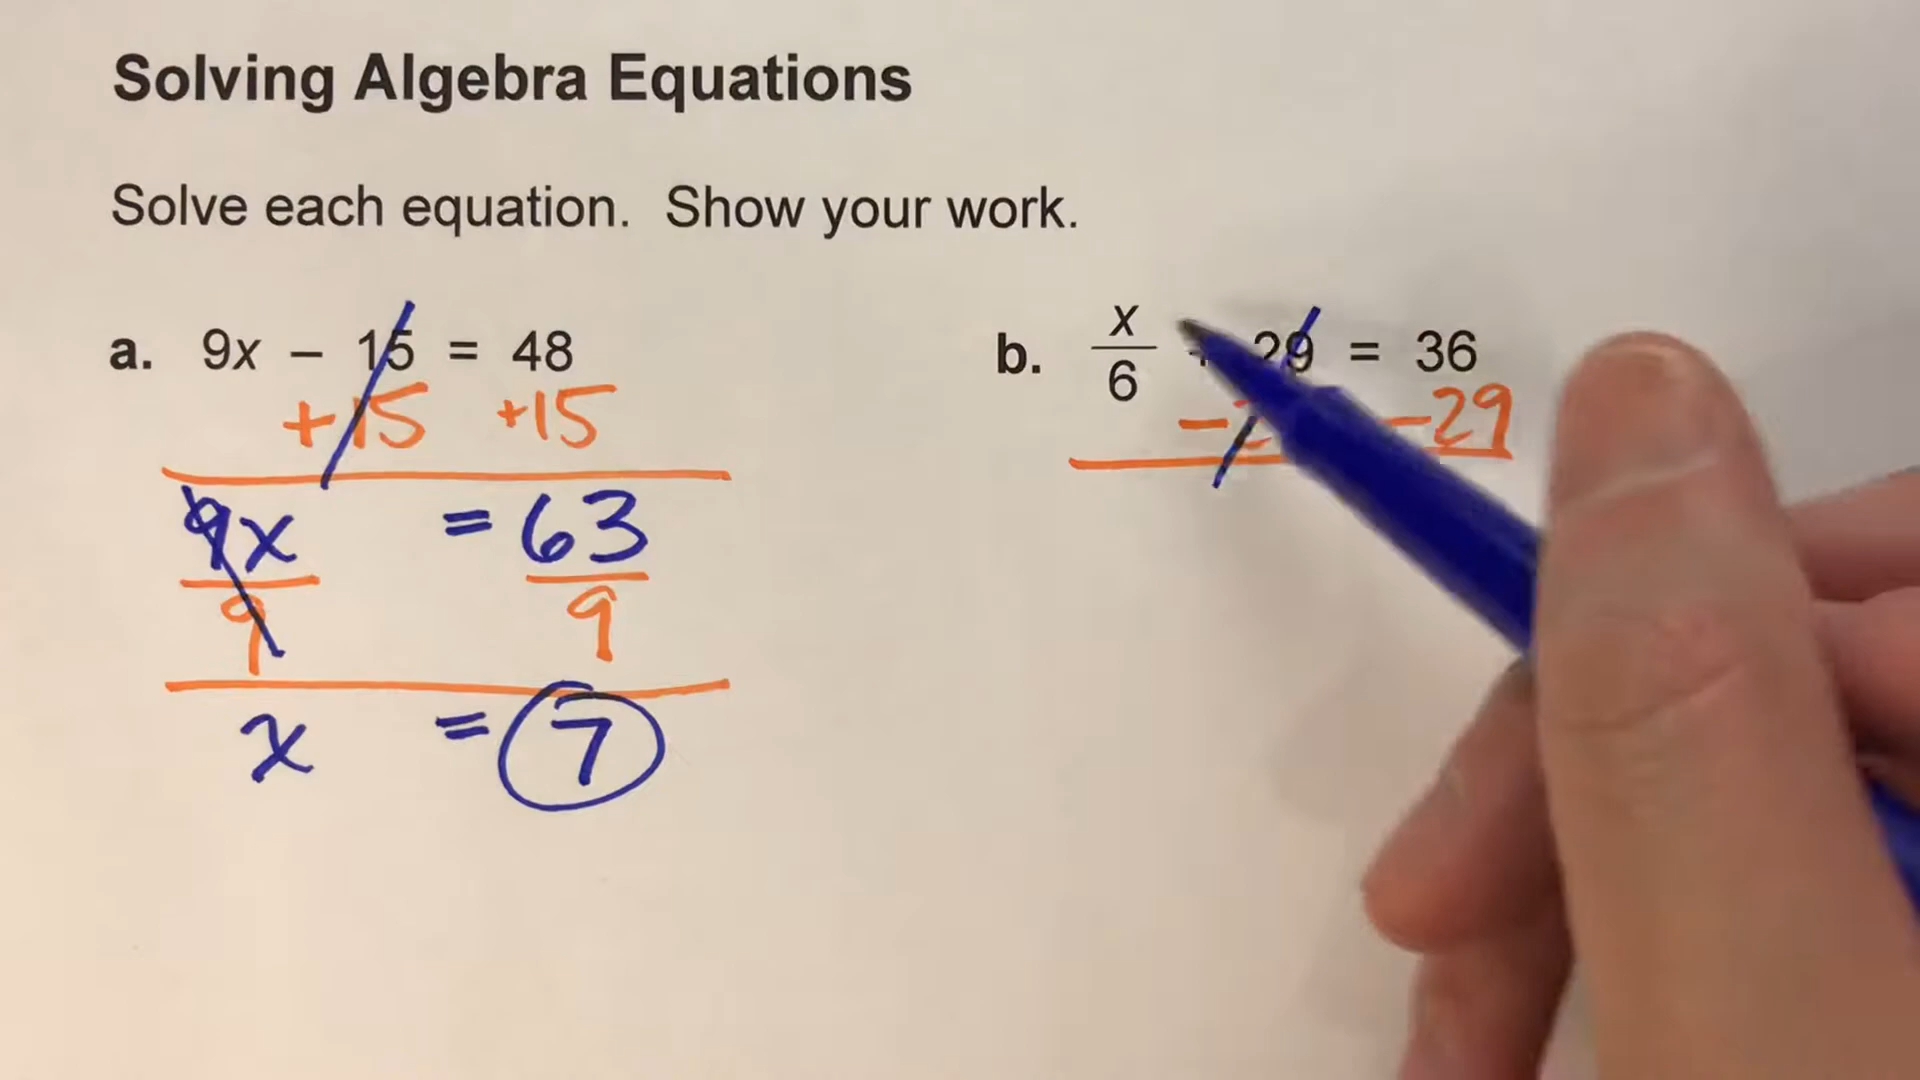 Solving Algebra Equations
Solve each equation. Show your work.
a. 9x – 15 = 48
+15 +15
9x = 63
9 9
x = 7
b. x
6 + 29 = 36
-2 -29